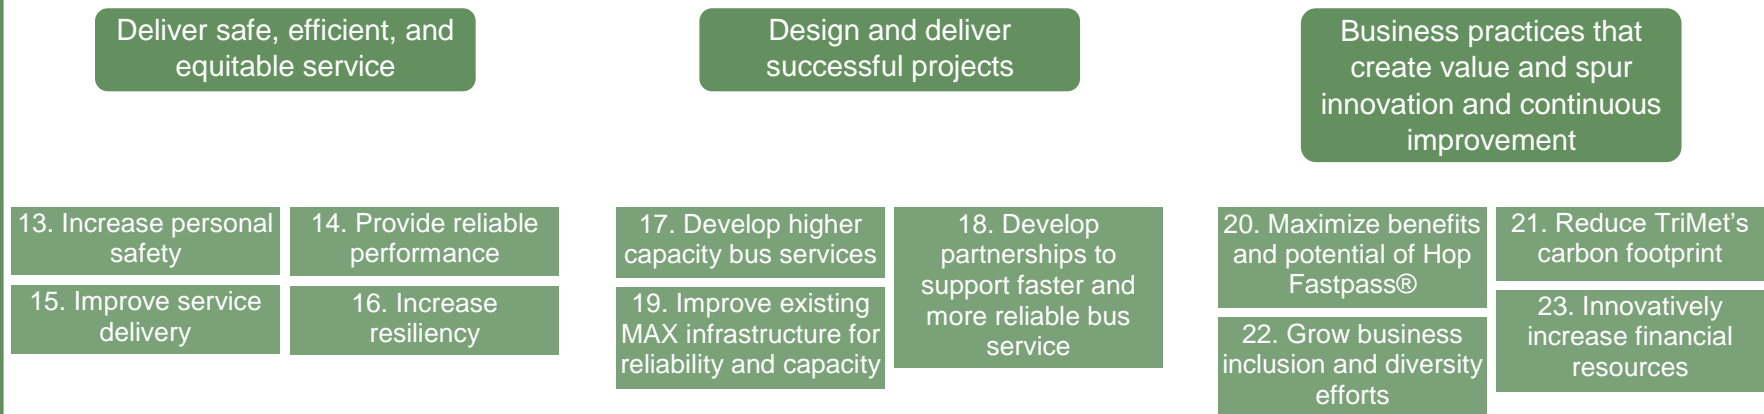 Deliver safe, efficient, and
equitable service
Design and deliver
successful projects
Business practices that
create value and spur
innovation and continuous
improvement
13. Increase personal
safety
14. Provide reliable
performance
15. Improve service
delivery
16. Increase
resiliency
17. Develop higher
capacity bus services
18. Develop
partnerships to
support faster and
more reliable bus
service
19. Improve existing
MAX infrastructure for
reliability and capacity
20. Maximize benefits
and potential of Hop
Fastpass®
21. Reduce TriMet’s
carbon footprint
22. Grow business
inclusion and diversity
efforts
23. Innovatively
increase financial
resources